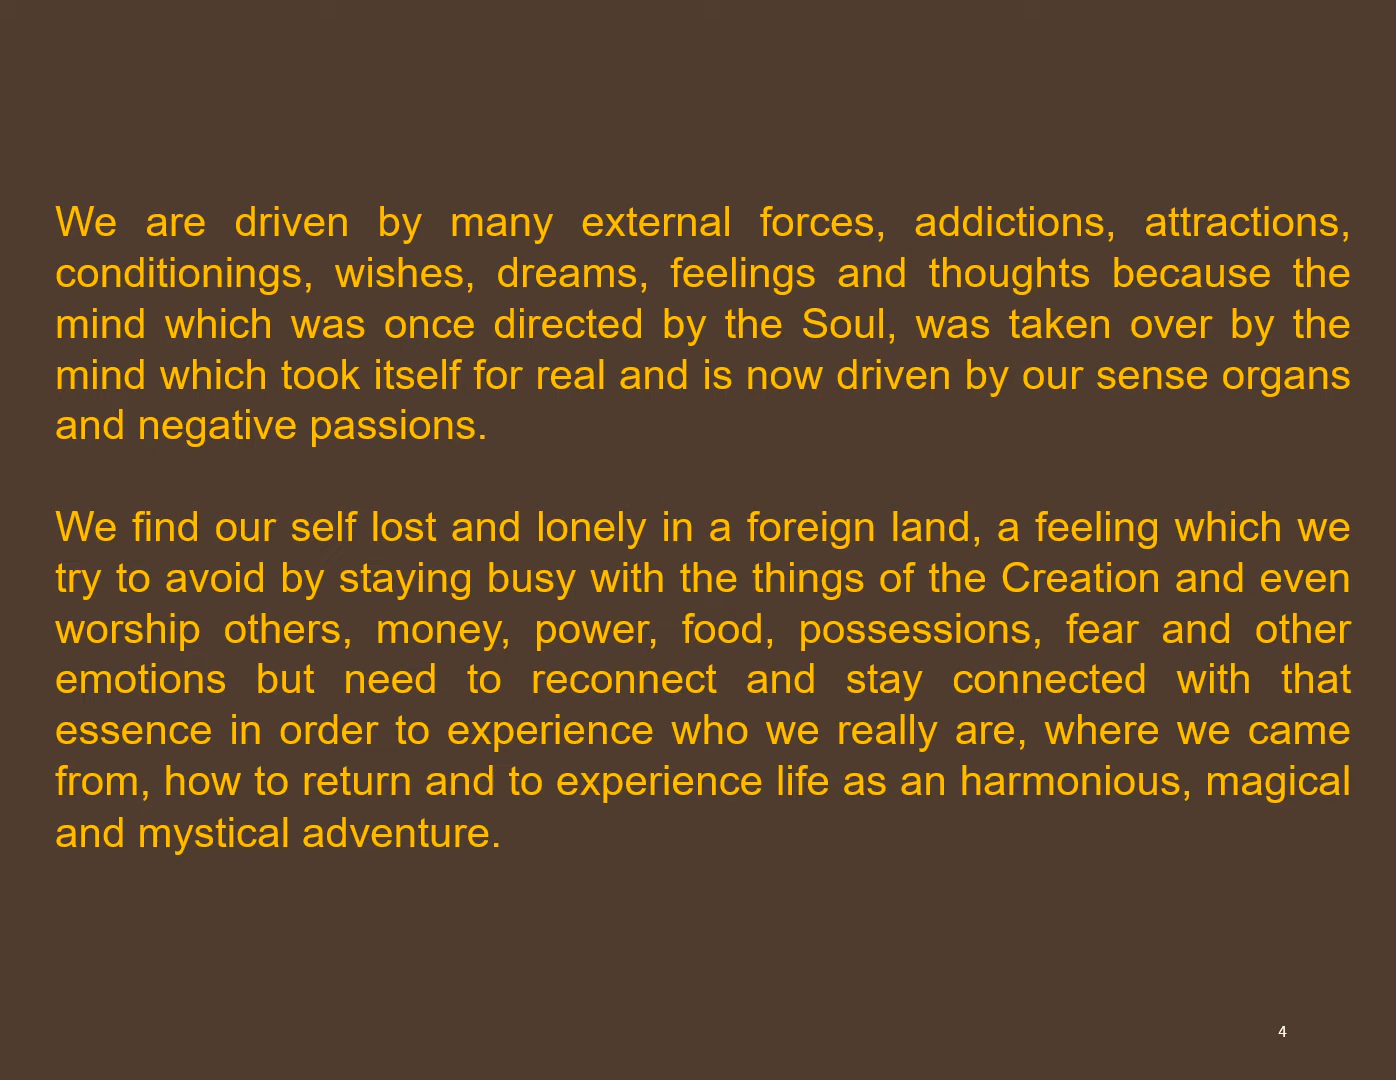 We are driven by many external forces, addictions, attractions,
conditionings, wishes, dreams, feelings and thoughts because the
mind which was once directed by the Soul, was taken over by the
mind which took itself for real and is now driven by our sense organs
and negative passions.
We find our self lost and lonely in a foreign land, a feeling which we
try to avoid by staying busy with the things of the Creation and even
worship others, money, power, food, possessions, fear and other
emotions but need to reconnect and stay connected with that
essence in order to experience who we really are, where we came
from, how to return and to experience life as an harmonious, magical
and mystical adventure.
4